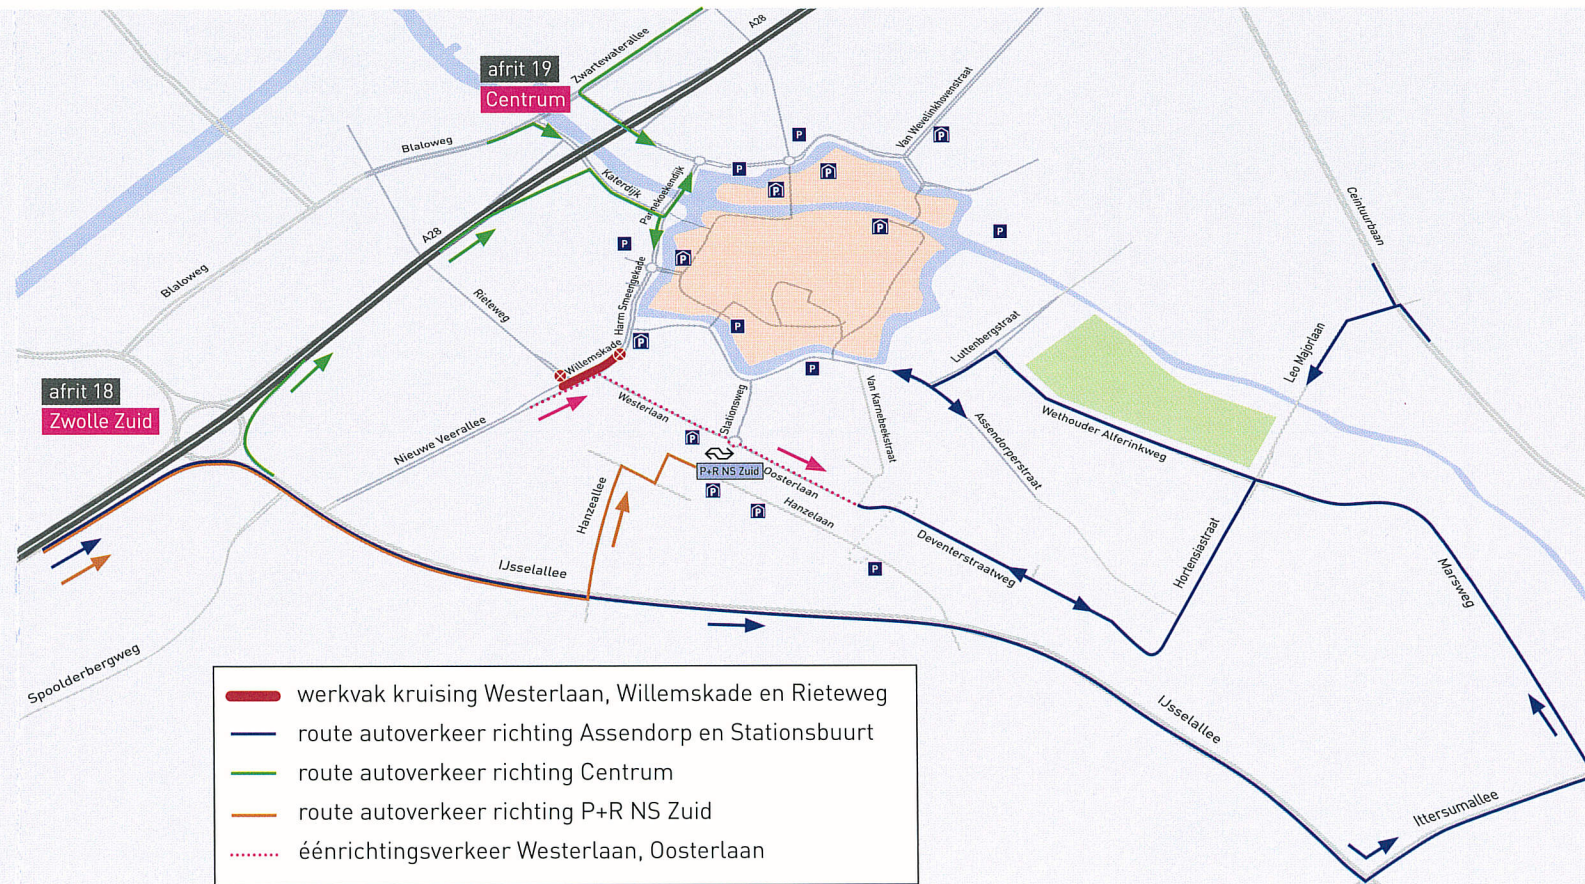 A28
Zwartewaterallee
afrit 19
Centrum
Van Wevelinkhovenstraat
P
P
Blaloweg
P
P
P
Katerdijk
Pannekoekendijk
Ceintuurbaan
A28
P
P
P
P
Blaloweg
Rieteweg
Harm Smeengekade
P
P
Luttenbergstraat
Leo Majorlaan
Willemskade
P
afrit 18
Zwolle Zuid
Westerlaan
Stationsweg
Van Karnebeekstraat
Assendorperstraat
Wethouder Alferinkweg
Nieuwe Veerallee
P
P+R NS Zuid
Oosterlaan
P
Hanzelaan
P
Hanzeallee
Deventerstraatweg
Hortensiastraat
IJsselallee
P
Marsweg
Spoolderbergweg
IJsselallee
Ittersumallee
werkvak kruising Westerlaan, Willemskade en Rieteweg
route autoverkeer richting Assendorp en Stationsbuurt
route autoverkeer richting Centrum
route autoverkeer richting P+R NS Zuid
éénrichtingsverkeer Westerlaan, Oosterlaan